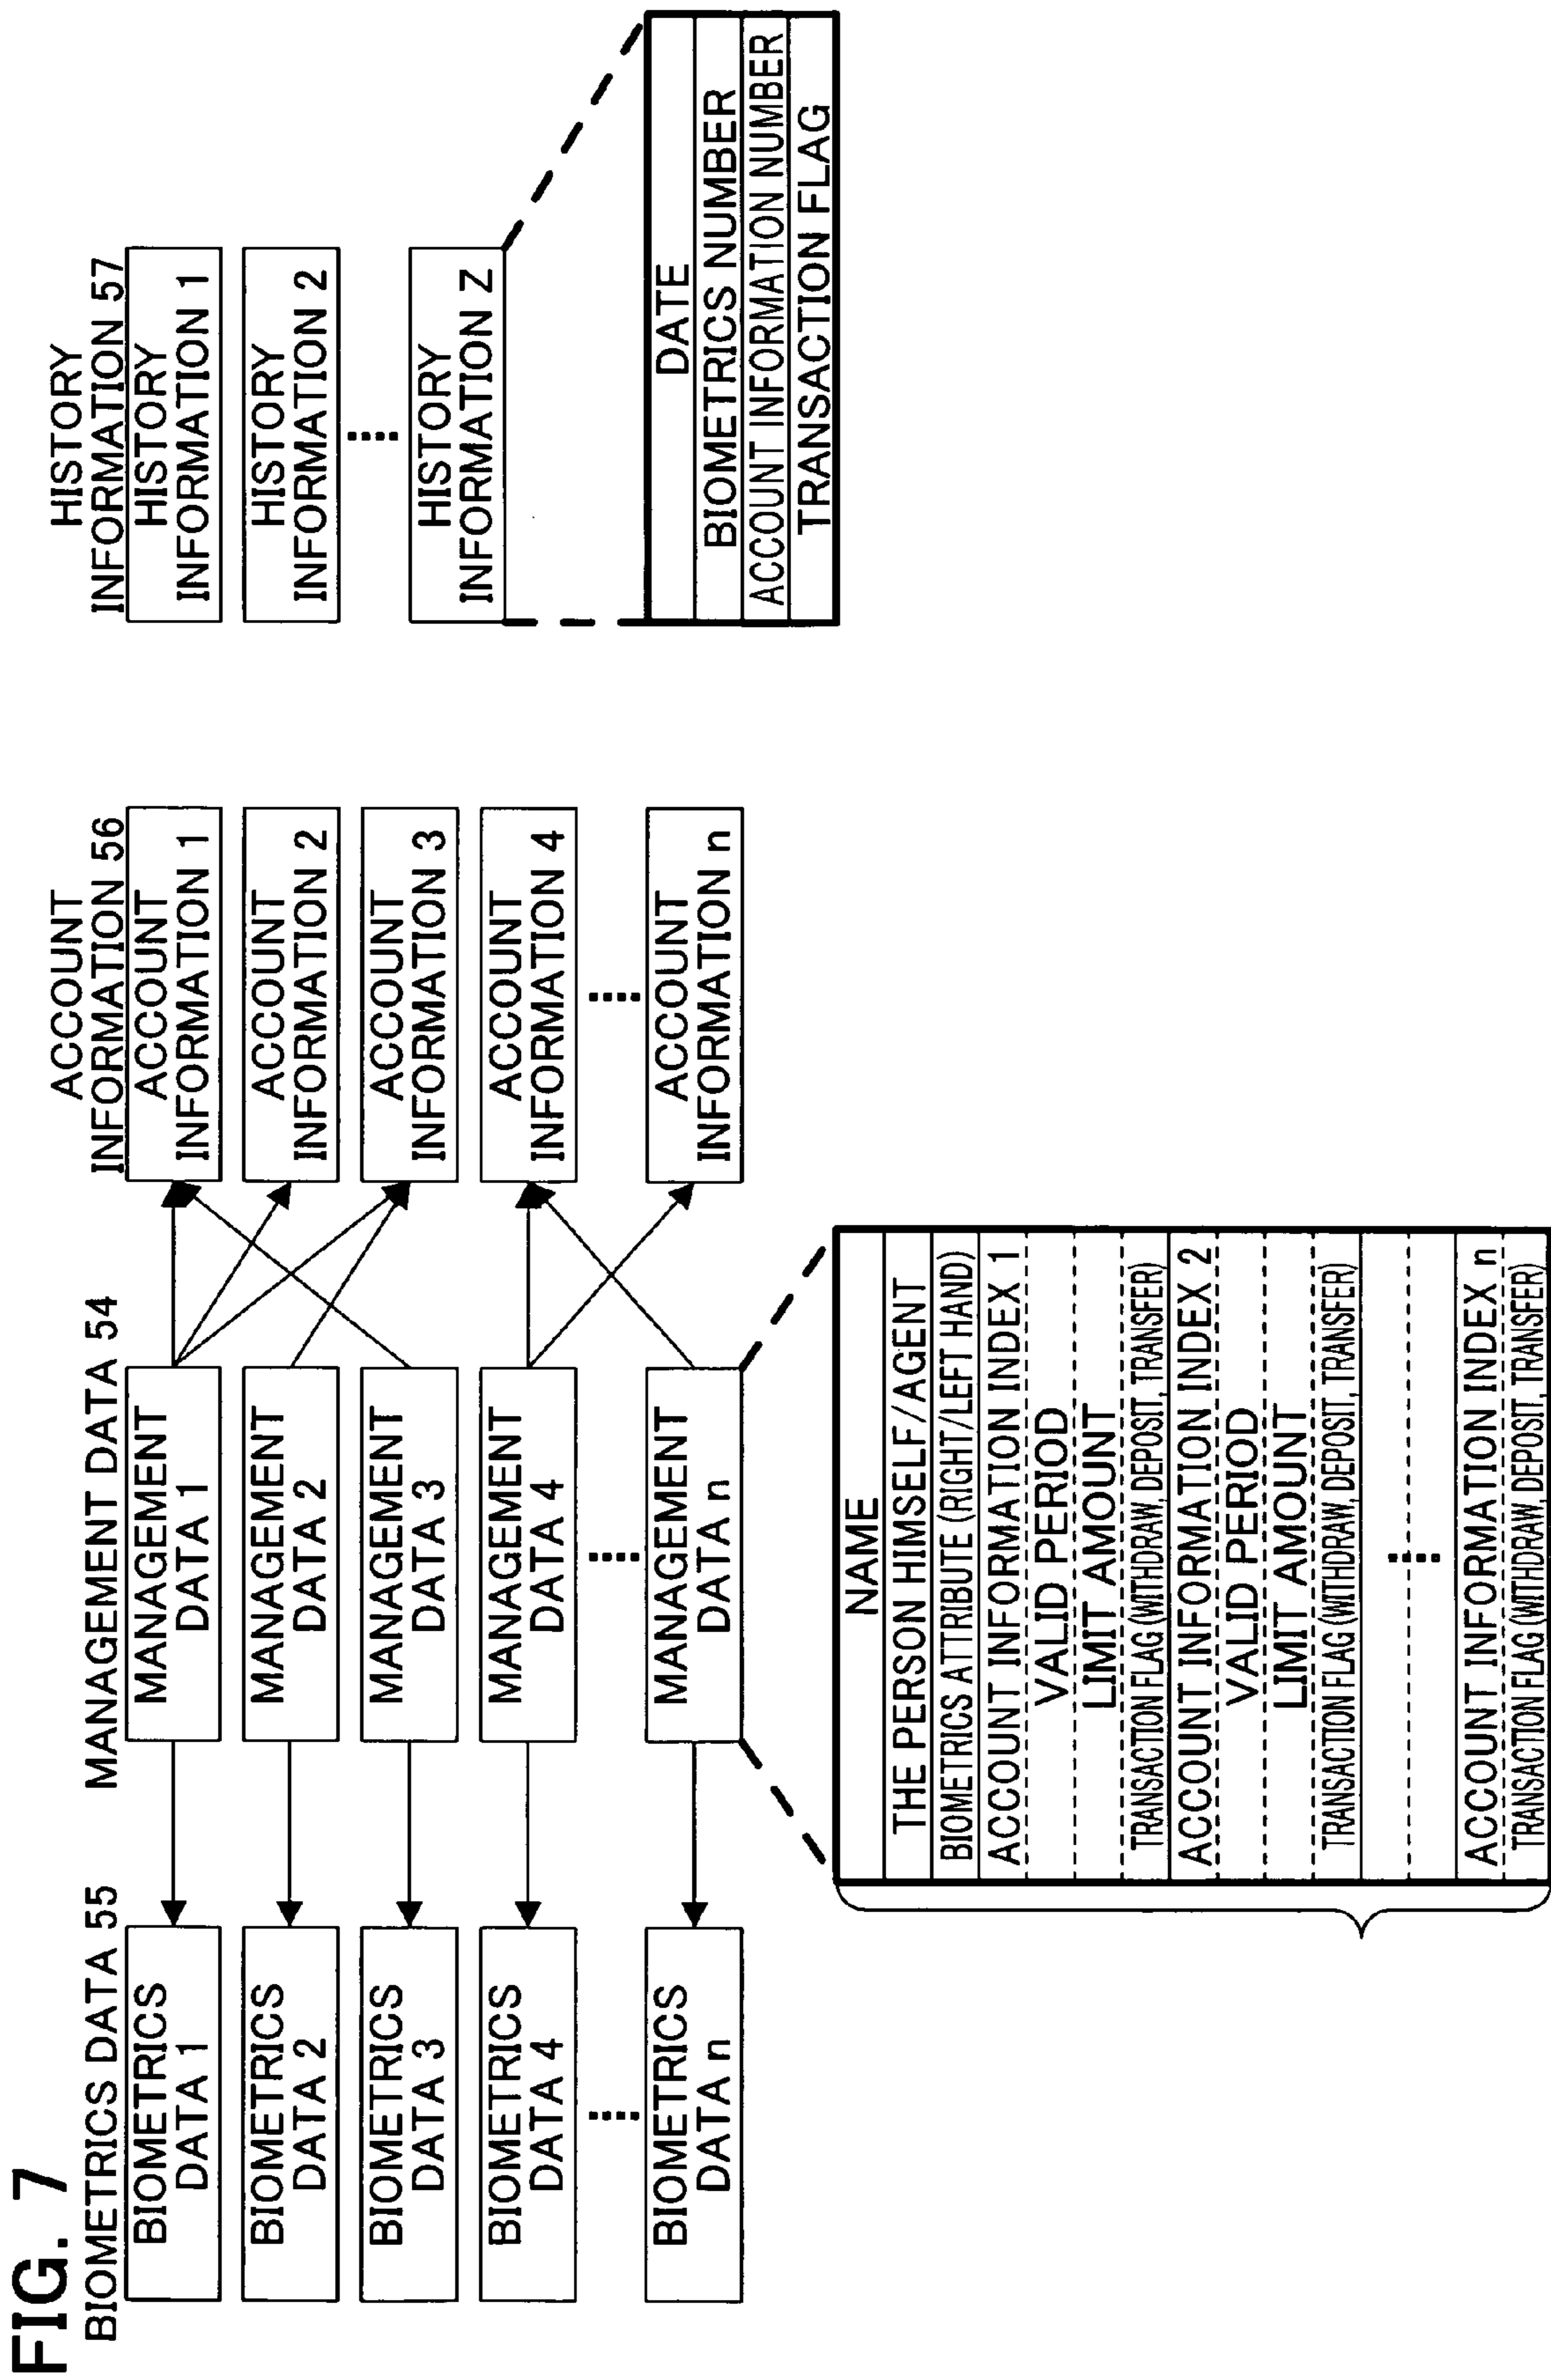 FIG. 7
BIOMETRICS DATA 55
BIOMETRICS
DATA 1
BIOMETRICS
DATA 2
BIOMETRICS
DATA 3
BIOMETRICS
DATA 4
BIOMETRICS
DATA n
MANAGEMENT DATA 54
MANAGEMENT
DATA 1
MANAGEMENT
DATA 2
MANAGEMENT
DATA 3
MANAGEMENT
DATA 4
MANAGEMENT
DATA n
NAME
THE PERSON HIMSELF/AGENT
BIOMETRICS ATTRIBUTE (RIGHT/LEFT HAND)
ACCOUNT INFORMATION INDEX 1
VALID PERIOD
LIMIT AMOUNT
TRANSACTION FLAG (WITHDRAW, DEPOSIT, TRANSFER)
ACCOUNT INFORMATION INDEX 2
VALID PERIOD
LIMIT AMOUNT
TRANSACTION FLAG (WITHDRAW, DEPOSIT, TRANSFER)
ACCOUNT INFORMATION INDEX n
TRANSACTION FLAG (WITHDRAW, DEPOSIT, TRANSFER)
ACCOUNT
INFORMATION 56
ACCOUNT
INFORMATION 1
ACCOUNT
INFORMATION 2
ACCOUNT
INFORMATION 3
ACCOUNT
INFORMATION 4
ACCOUNT
INFORMATION n
HISTORY
INFORMATION 57
HISTORY
INFORMATION 1
HISTORY
INFORMATION 2
HISTORY
INFORMATION Z
DATE
BIOMETRICS NUMBER
ACCOUNT INFORMATION NUMBER
TRANSACTION FLAG